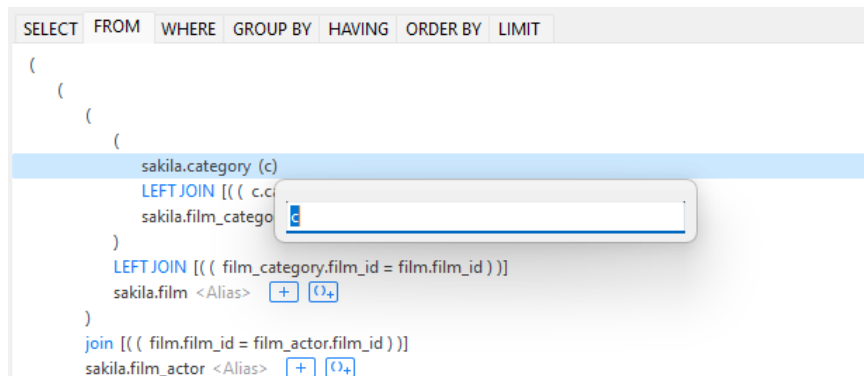 SELECT FROM WHERE GROUP BY HAVING ORDER BY LIMIT
(
(
(
(
sakila.category (c)
LEFT JOIN [( ( c.ca
c
sakila.film_catego
)
LEFT JOIN [( ( film_category.film_id = film.film_id ) )]
sakila.film <Alias> + ()+
)
join [( ( film.film_id = film_actor.film_id ) )]
sakila.film_actor <Alias> + ()+